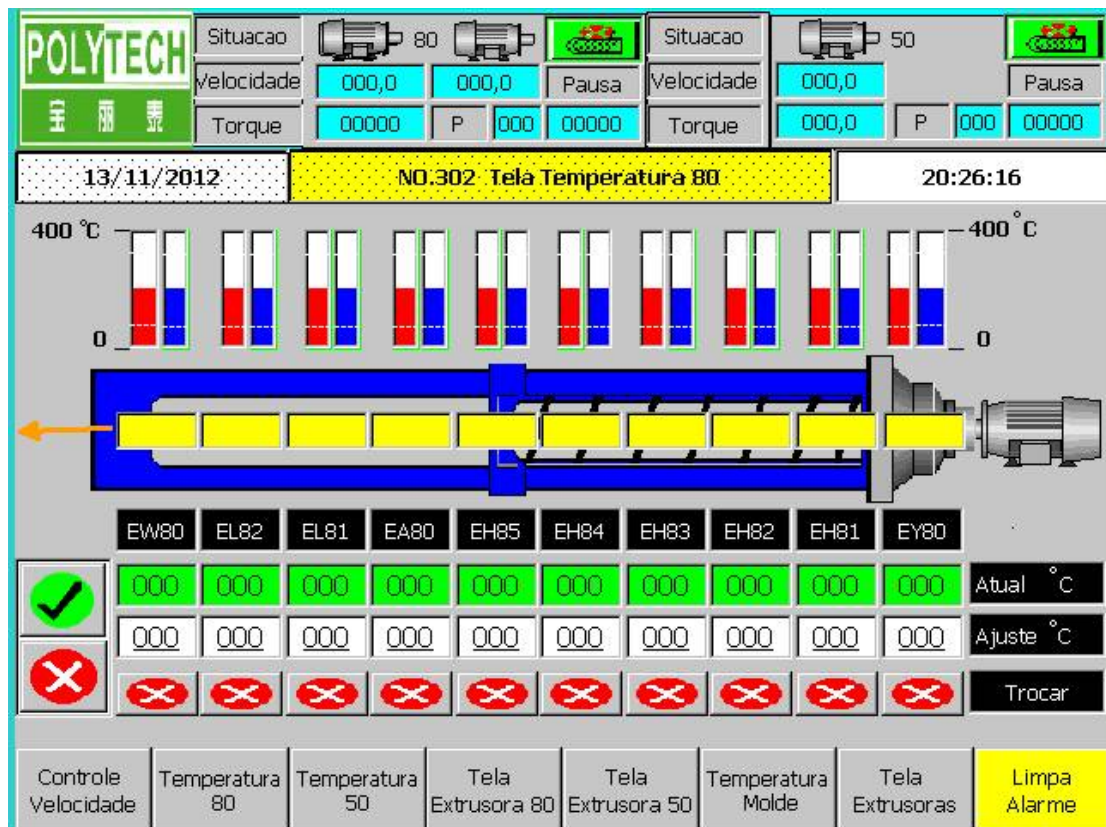 POLYTECH
宝丽泰
Situacao 80 Situacao 50
Velocidade 000,0 000,0 Pausa Velocidade 000,0 Pausa
Torque 00000 P 000 00000 Torque 000,0 P 000 00000
13/11/2012 NO.302 Tela Temperatura 80 20:26:16
400 °C 400 °C
0 0
EW80 EL82 EL81 EA80 EH85 EH84 EH83 EH82 EH81 EY80
000 000 000 000 000 000 000 000 000 000 Atual °C
000 000 000 000 000 000 000 000 000 000 Ajuste °C
Trocar
Controle Velocidade
Temperatura 80
Temperatura 50
Tela Extrusora 80
Tela Extrusora 50
Temperatura Molde
Tela Extrusoras
Limpa Alarme